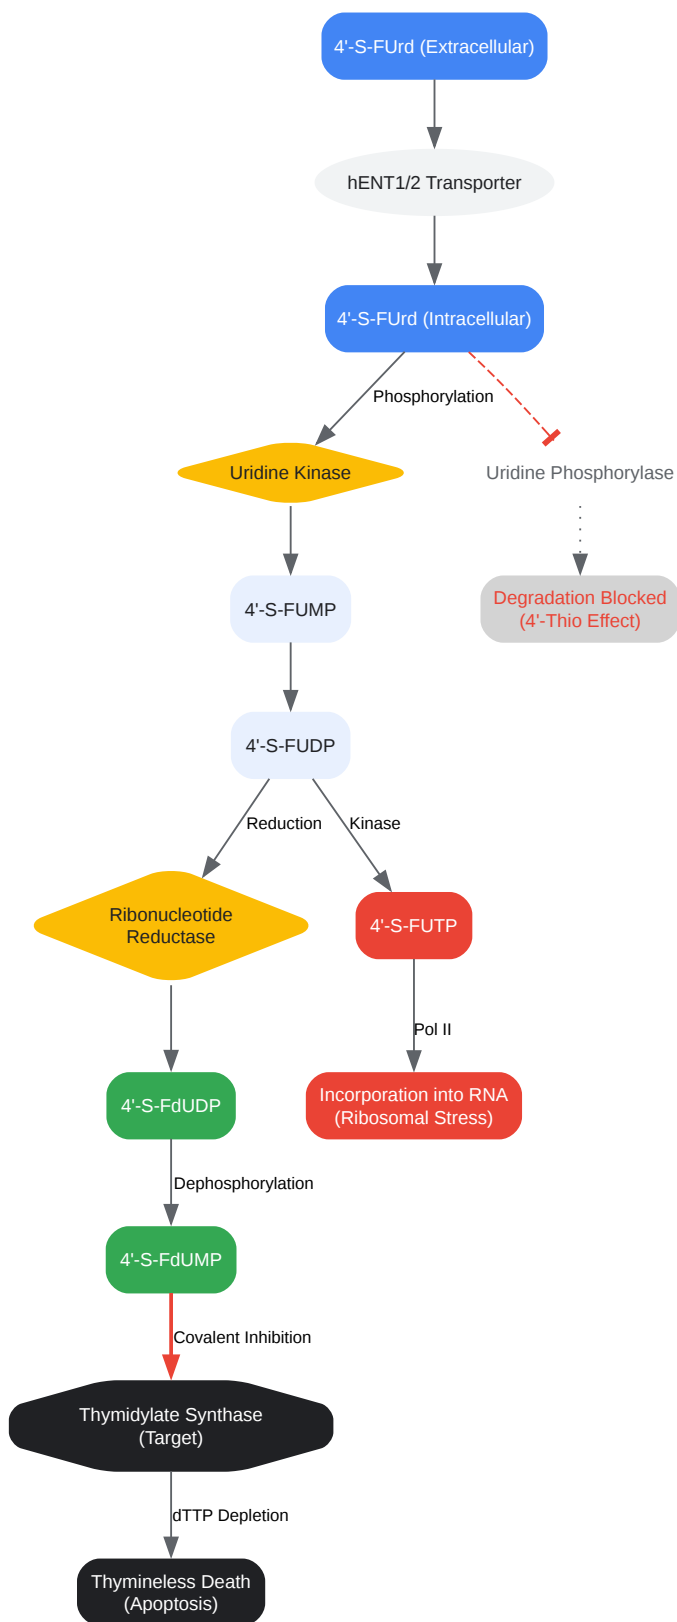 4'-S-FUrd (Extracellular)
hENT1/2 Transporter
4'-S-FUrd (Intracellular)
Phosphorylation
Uridine Kinase
Uridine Phosphorylase
4'-S-FUMP
Degradation Blocked
(4'-Thio Effect)
4'-S-FUDP
Reduction
Kinase
Ribonucleotide
Reductase
4'-S-FUTP
Pol II
4'-S-FdUDP
Incorporation into RNA
(Ribosomal Stress)
Dephosphorylation
4'-S-FdUMP
Covalent Inhibition
Thymidylate Synthase
(Target)
dTTP Depletion
Thymineless Death
(Apoptosis)